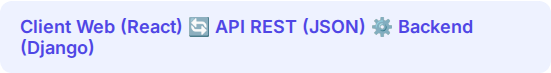 Client Web (React) 🔄 API REST (JSON) ⚙️ Backend
(Django)